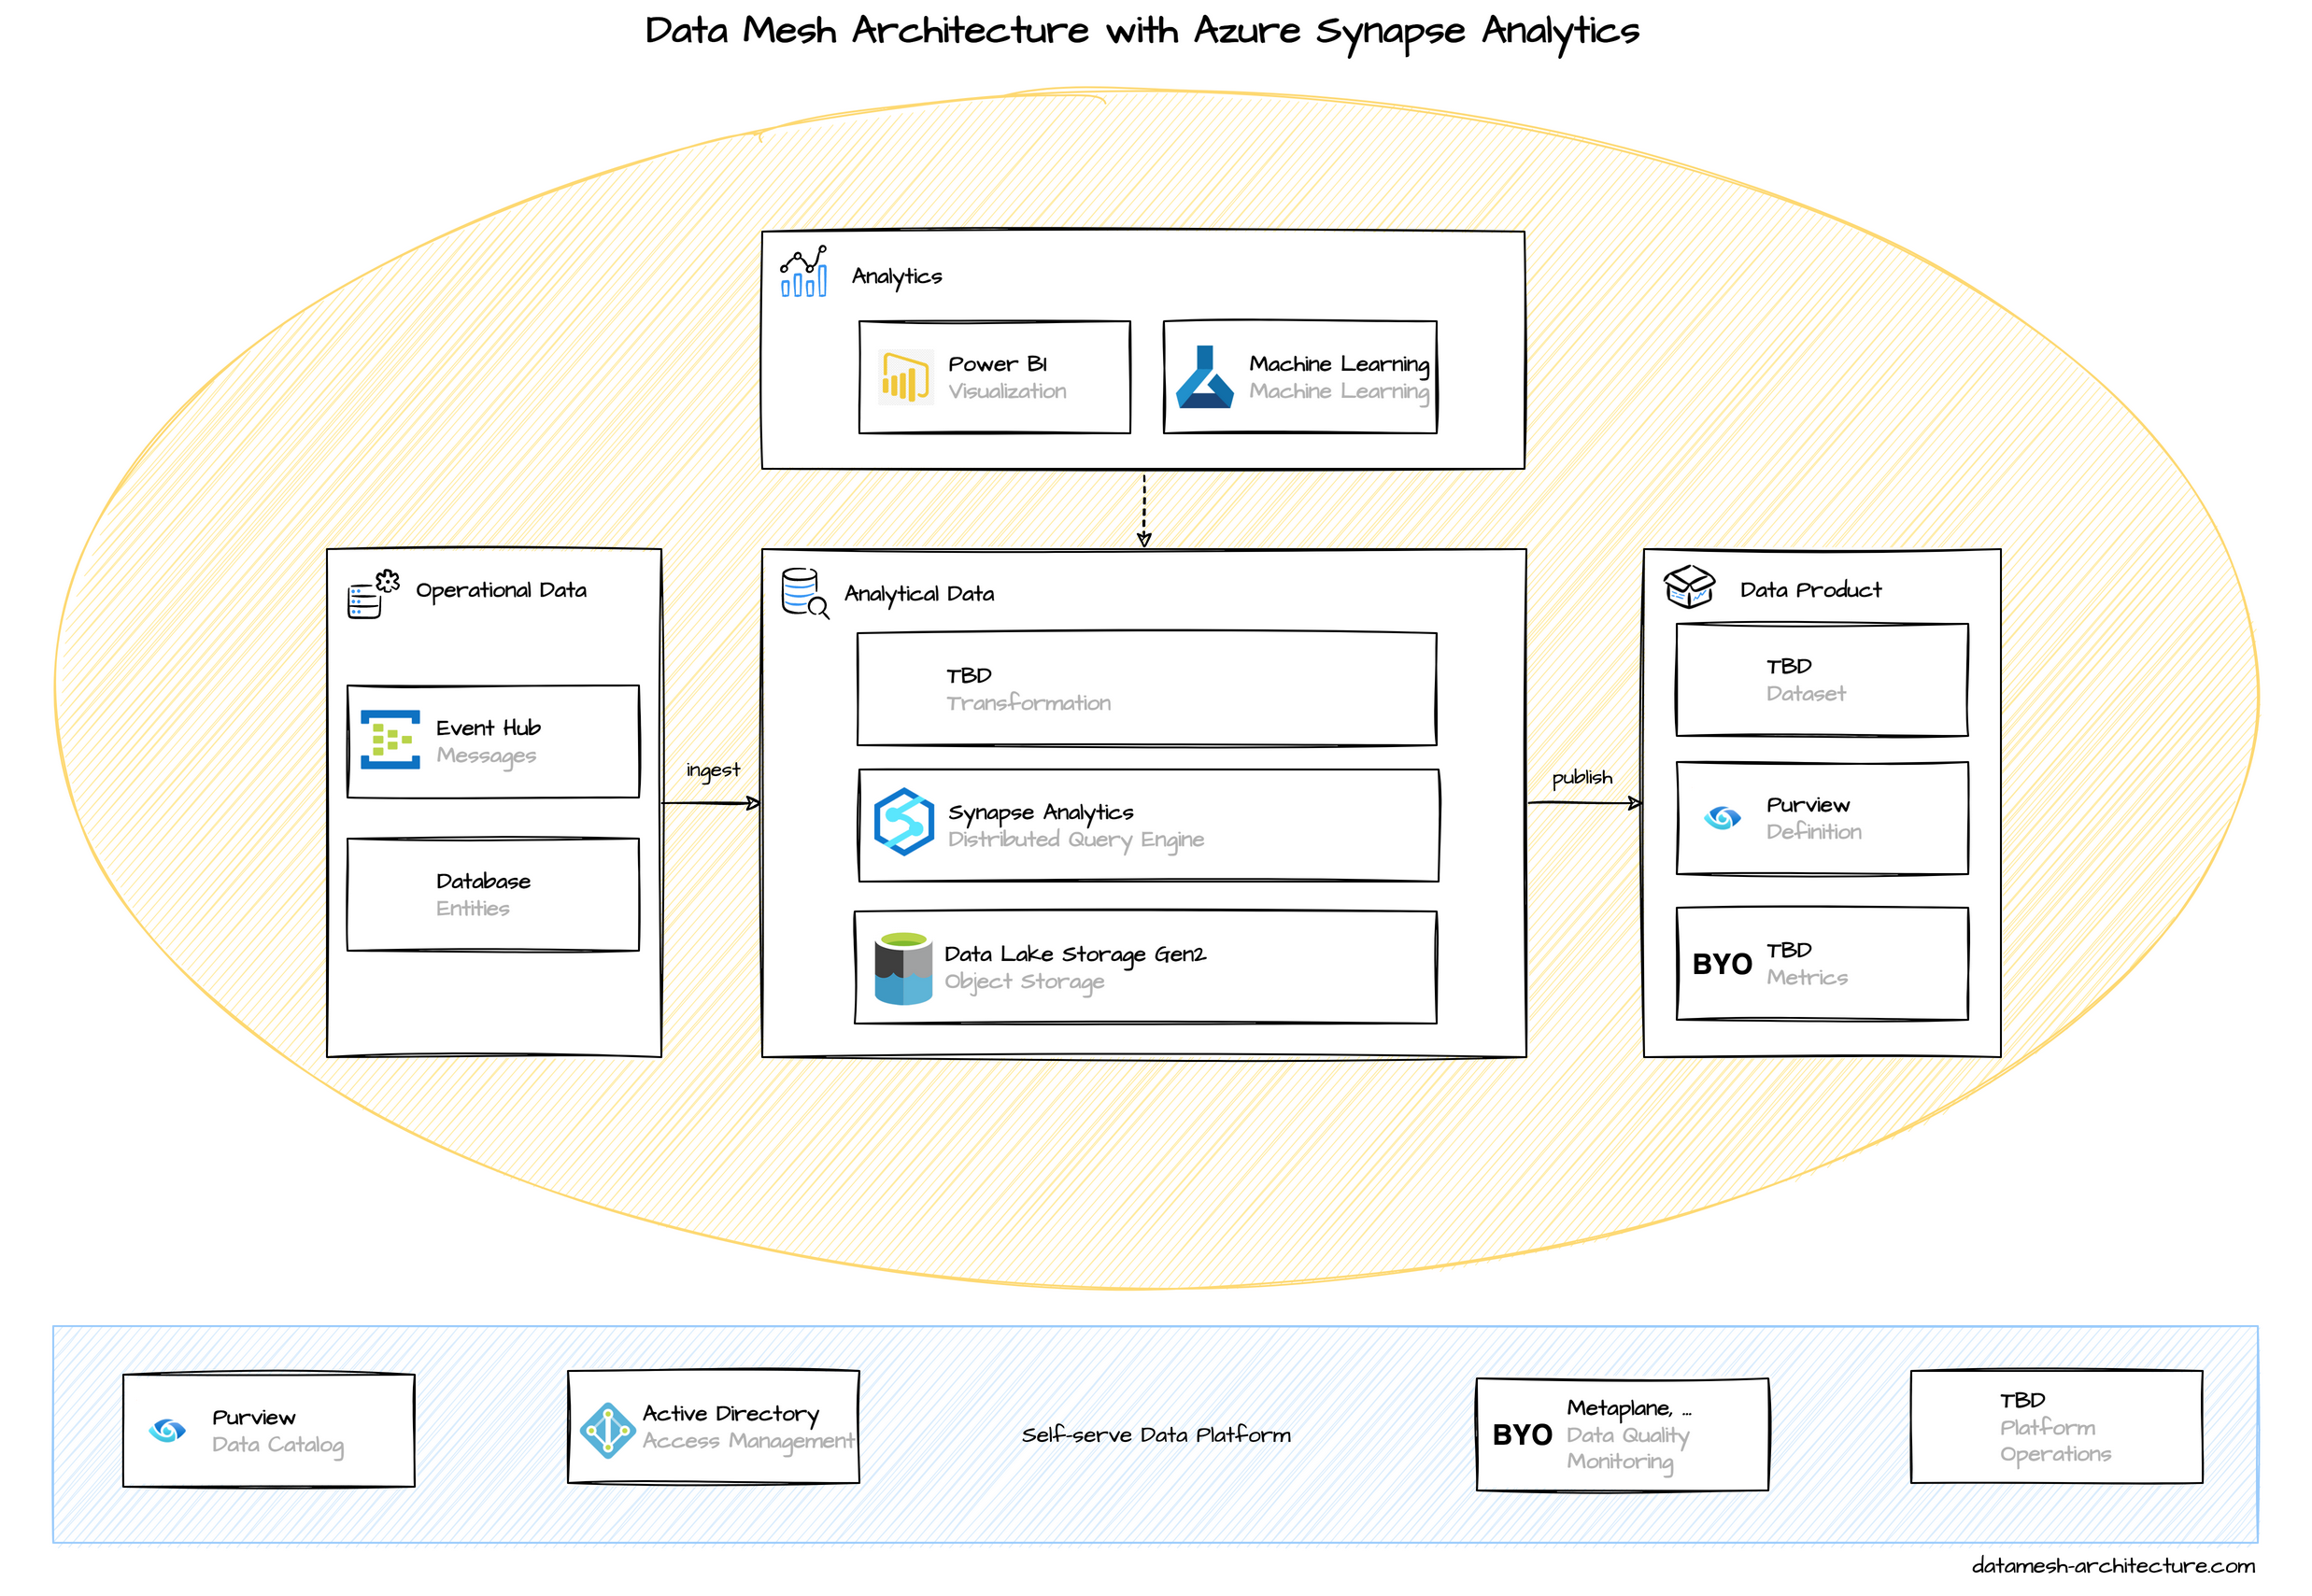 Data Mesh Architecture with Azure Synapse Analytics
Analytics
Power BI
Visualization
Machine Learning
Machine Learning
Operational Data
Event Hub
Messages
Database
Entities
ingest
Analytical Data
TBD
Transformation
Synapse Analytics
Distributed Query Engine
Data Lake Storage Gen2
Object Storage
publish
Data Product
TBD
Dataset
Purview
Definition
BYO
TBD
Metrics
Purview
Data Catalog
Active Directory
Access Management
Self-serve Data Platform
BYO
Metaplane, ...
Data Quality
Monitoring
TBD
Platform
Operations
datamesh-architecture.com